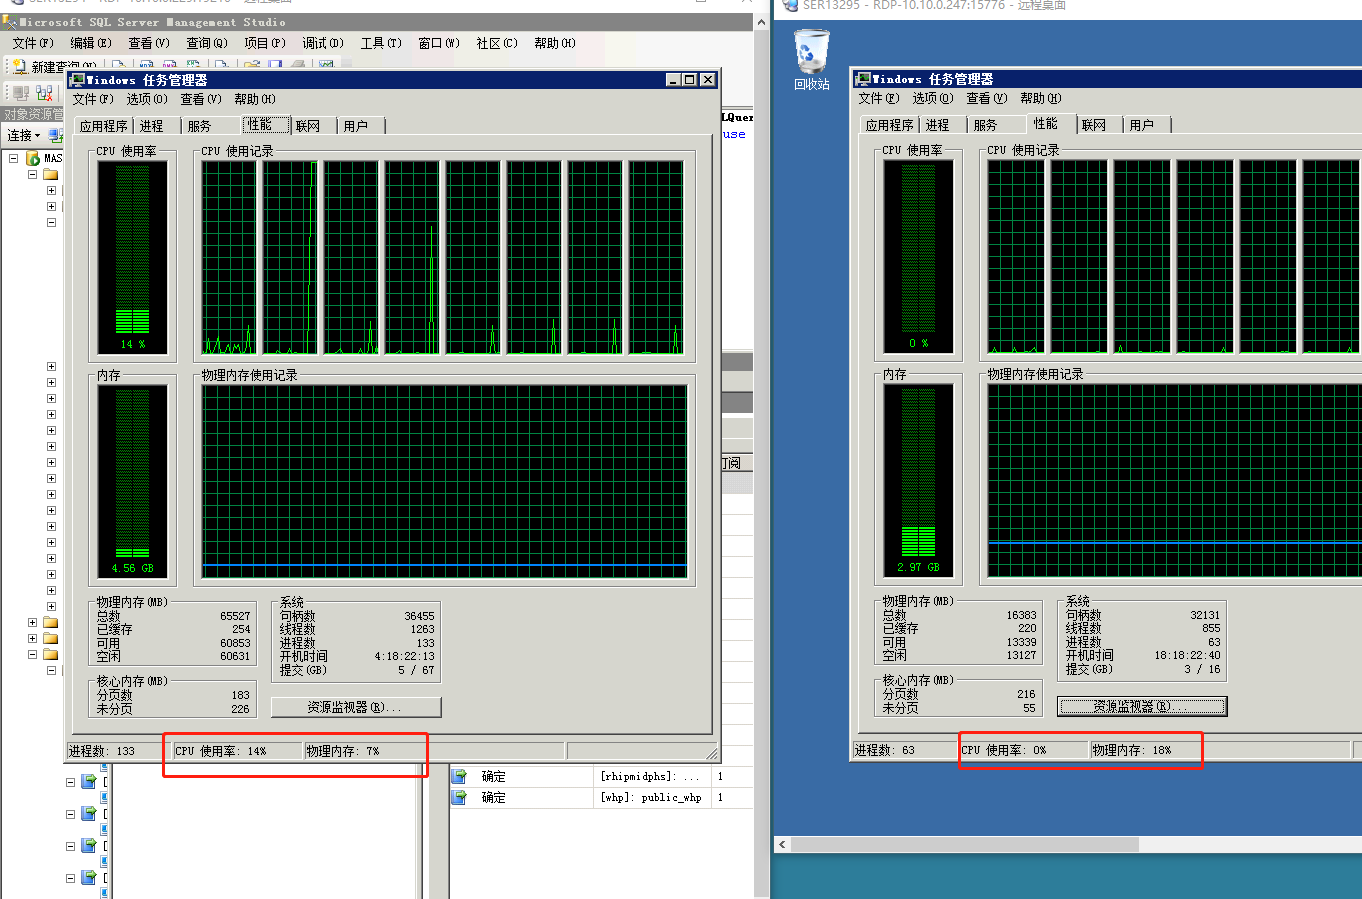 SER13295 - RDP-10.10.0.247:15776 - 远程桌面
Microsoft SQL Server Management Studio
文件(F) 编辑(E) 查看(V) 查询(Q) 项目(P) 调试(D) 工具(T) 窗口(W) 社区(C) 帮助(H)
新建查询(N)
对象资源管
连接
MAS
LQuer
use
订阅
Windows 任务管理器
文件(F) 选项(O) 查看(V) 帮助(H)
应用程序 进程 服务 性能 联网 用户
CPU 使用率 CPU 使用记录
14 %
内存 物理内存使用记录
4.56 GB
物理内存(MB)
总数 65527
已缓存 254
可用 60853
空闲 60631
核心内存(MB)
分页数 183
未分页 226
系统
句柄数 36455
线程数 1263
进程数 133
开机时间 4:18:22:13
提交(GB) 5 / 67
资源监视器(R)...
进程数: 133 CPU 使用率: 14% 物理内存: 7%
确定 [rhipmidphs]: ... 1
确定 [whp]: public_whp 1
回收站
Windows 任务管理器
文件(F) 选项(O) 查看(V) 帮助(H)
应用程序 进程 服务 性能 联网 用户
CPU 使用率 CPU 使用记录
0 %
内存 物理内存使用记录
2.97 GB
物理内存(MB)
总数 16383
已缓存 220
可用 13339
空闲 13127
核心内存(MB)
分页数 216
未分页 55
系统
句柄数 32131
线程数 855
进程数 63
开机时间 18:18:22:40
提交(GB) 3 / 16
资源监视器(R)...
进程数: 63 CPU 使用率: 0% 物理内存: 18%